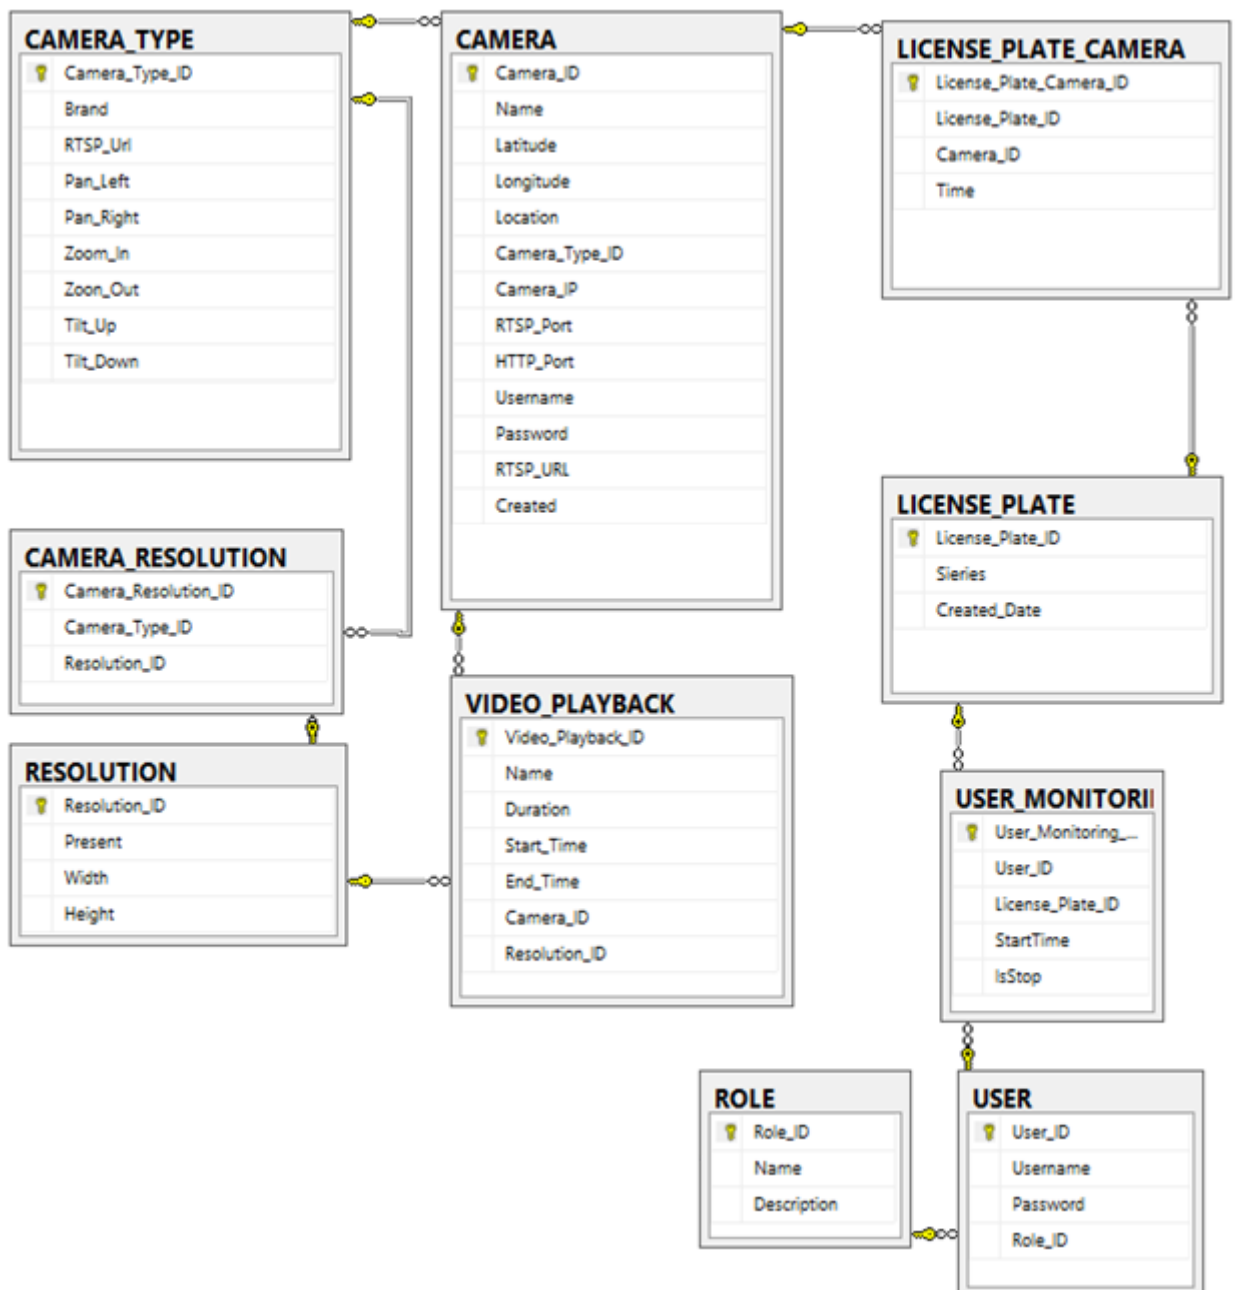 CAMERA_TYPE
Camera_Type_ID
Brand
RTSP_Url
Pan_Left
Pan_Right
Zoom_In
Zoon_Out
Tilt_Up
Tilt_Down
CAMERA
Camera_ID
Name
Latitude
Longitude
Location
Camera_Type_ID
Camera_IP
RTSP_Port
HTTP_Port
Username
Password
RTSP_URL
Created
LICENSE_PLATE_CAMERA
License_Plate_Camera_ID
License_Plate_ID
Camera_ID
Time
CAMERA_RESOLUTION
Camera_Resolution_ID
Camera_Type_ID
Resolution_ID
LICENSE_PLATE
License_Plate_ID
Sieries
Created_Date
RESOLUTION
Resolution_ID
Present
Width
Height
VIDEO_PLAYBACK
Video_Playback_ID
Name
Duration
Start_Time
End_Time
Camera_ID
Resolution_ID
USER_MONITORI
User_Monitoring_...
User_ID
License_Plate_ID
StartTime
IsStop
ROLE
Role_ID
Name
Description
USER
User_ID
Username
Password
Role_ID